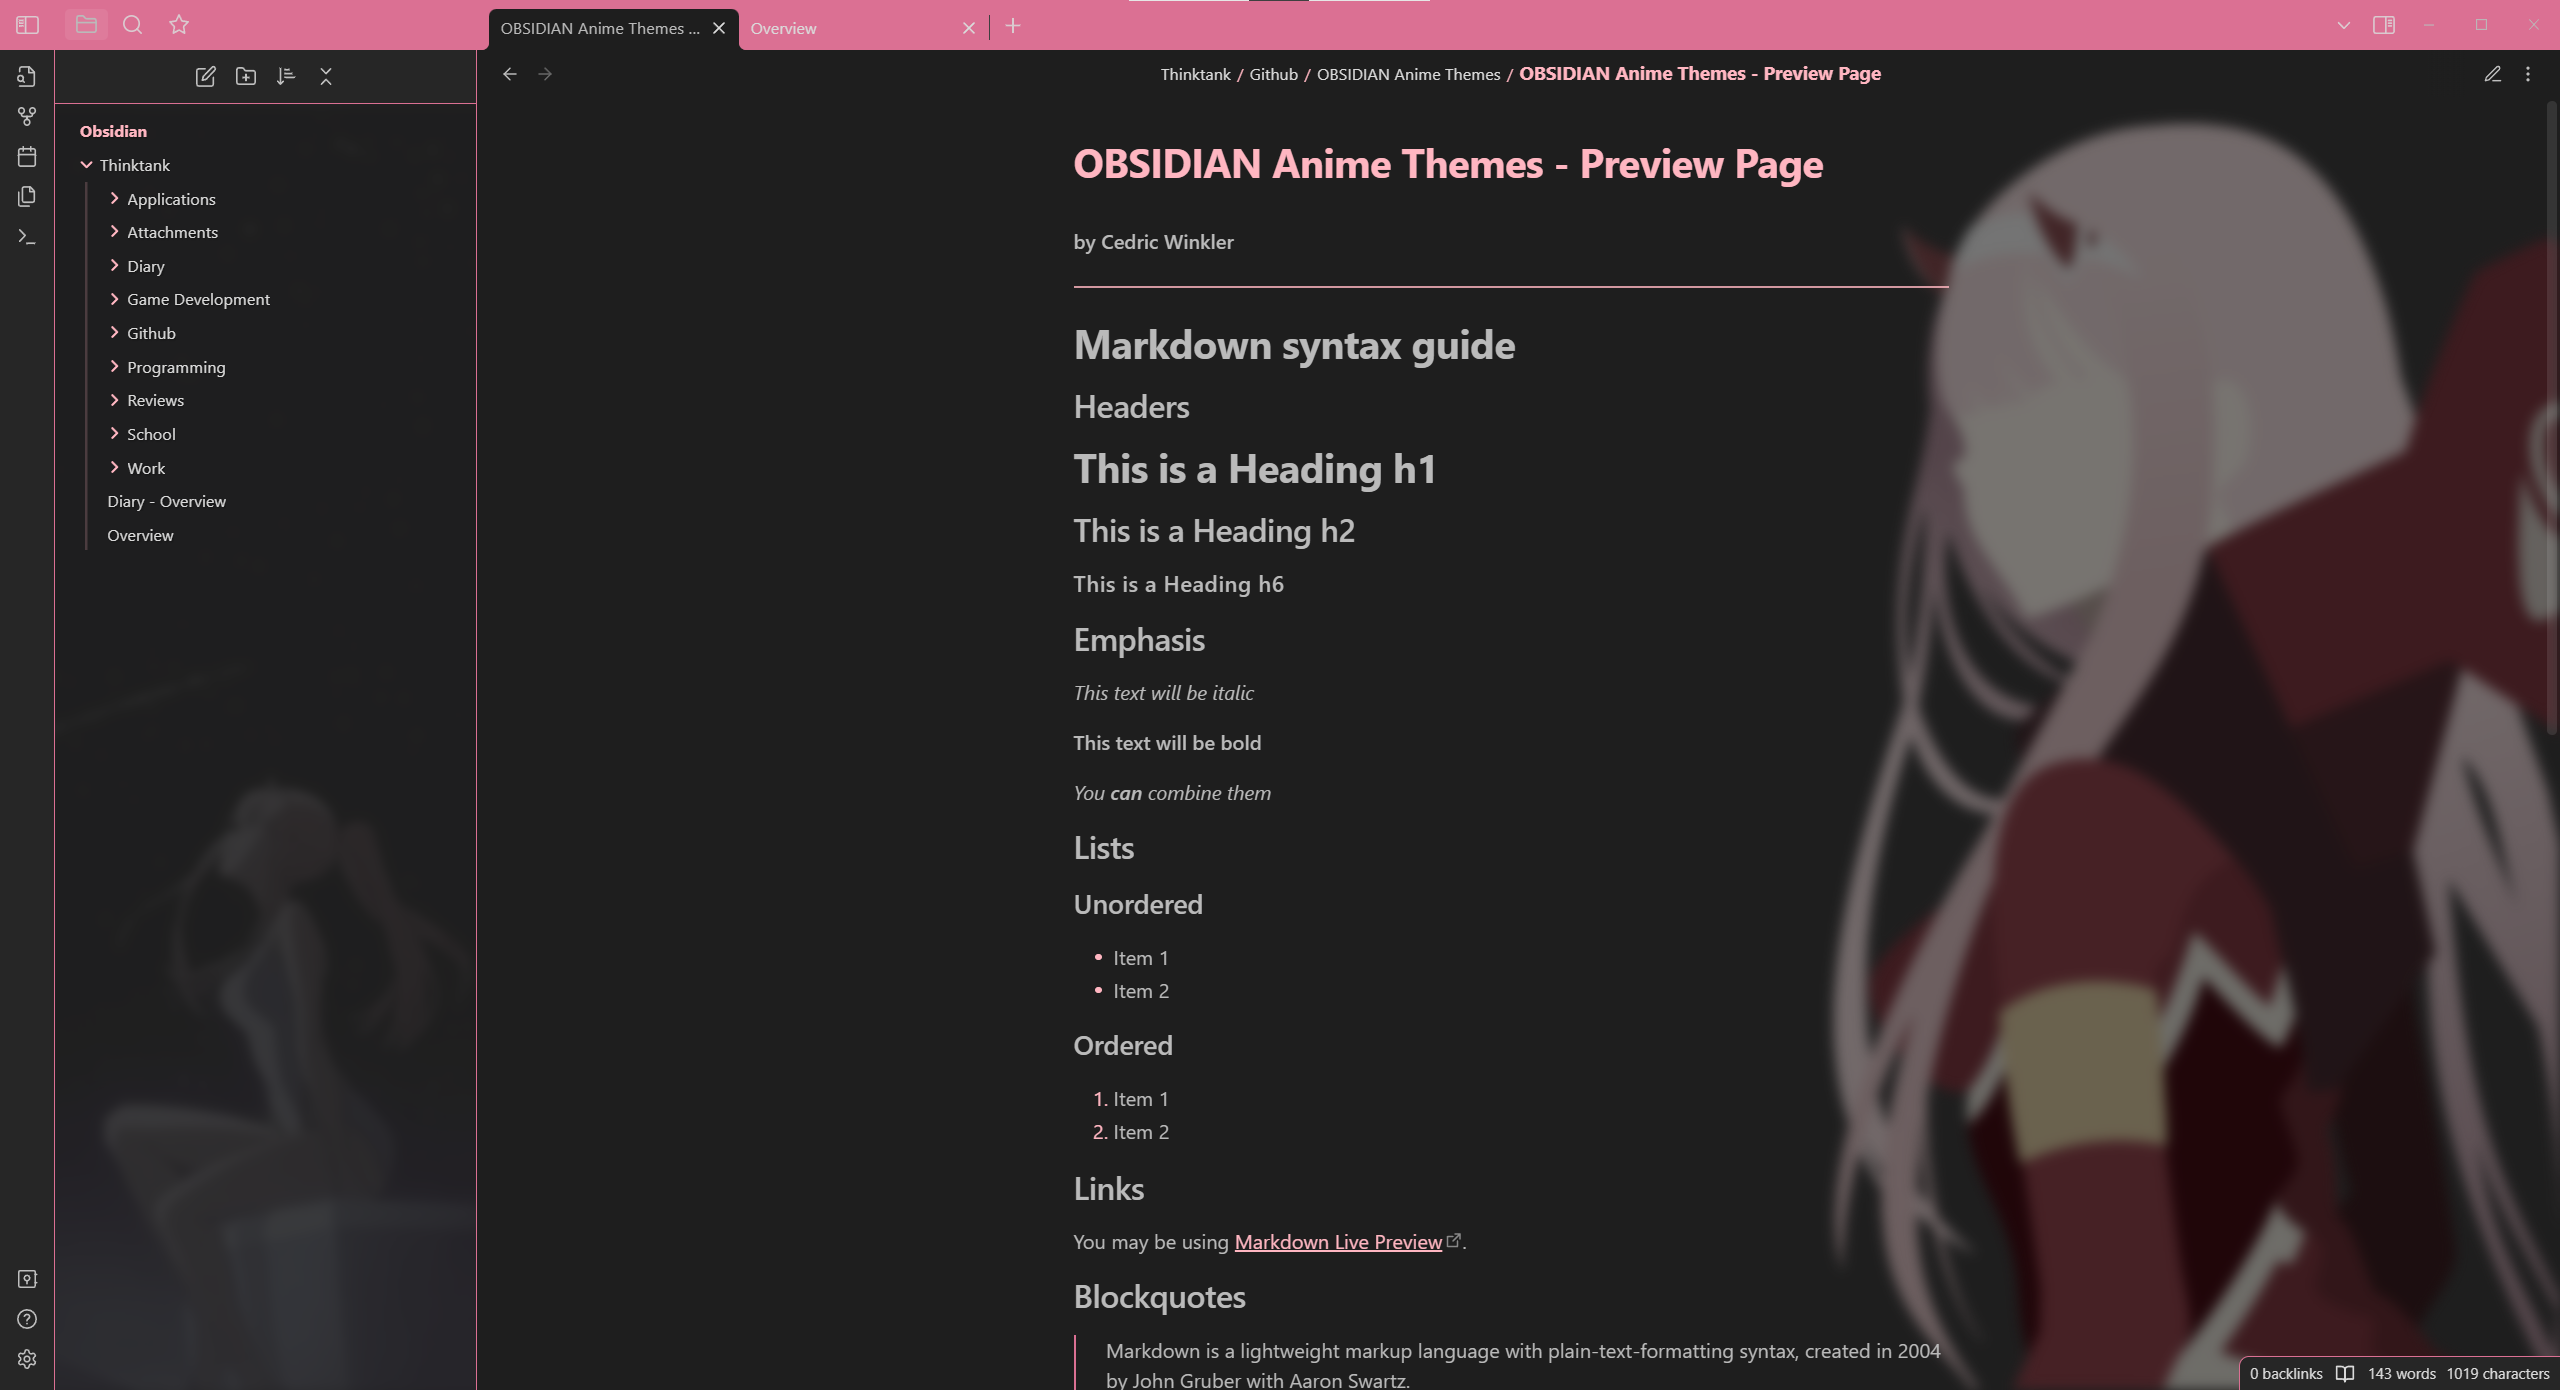 OBSIDIAN Anime Themes ...
Overview
Thinktank / Github / OBSIDIAN Anime Themes / OBSIDIAN Anime Themes - Preview Page
Obsidian
Thinktank
Applications
Attachments
Diary
Game Development
Github
Programming
Reviews
School
Work
Diary - Overview
Overview
OBSIDIAN Anime Themes - Preview Page
by Cedric Winkler
Markdown syntax guide
Headers
This is a Heading h1
This is a Heading h2
This is a Heading h6
Emphasis
This text will be italic
This text will be bold
You can combine them
Lists
Unordered
• Item 1
• Item 2
Ordered
1. Item 1
2. Item 2
Links
You may be using Markdown Live Preview.
Blockquotes
Markdown is a lightweight markup language with plain-text-formatting syntax, created in 2004
by John Gruber with Aaron Swartz.
0 backlinks 143 words 1019 characters